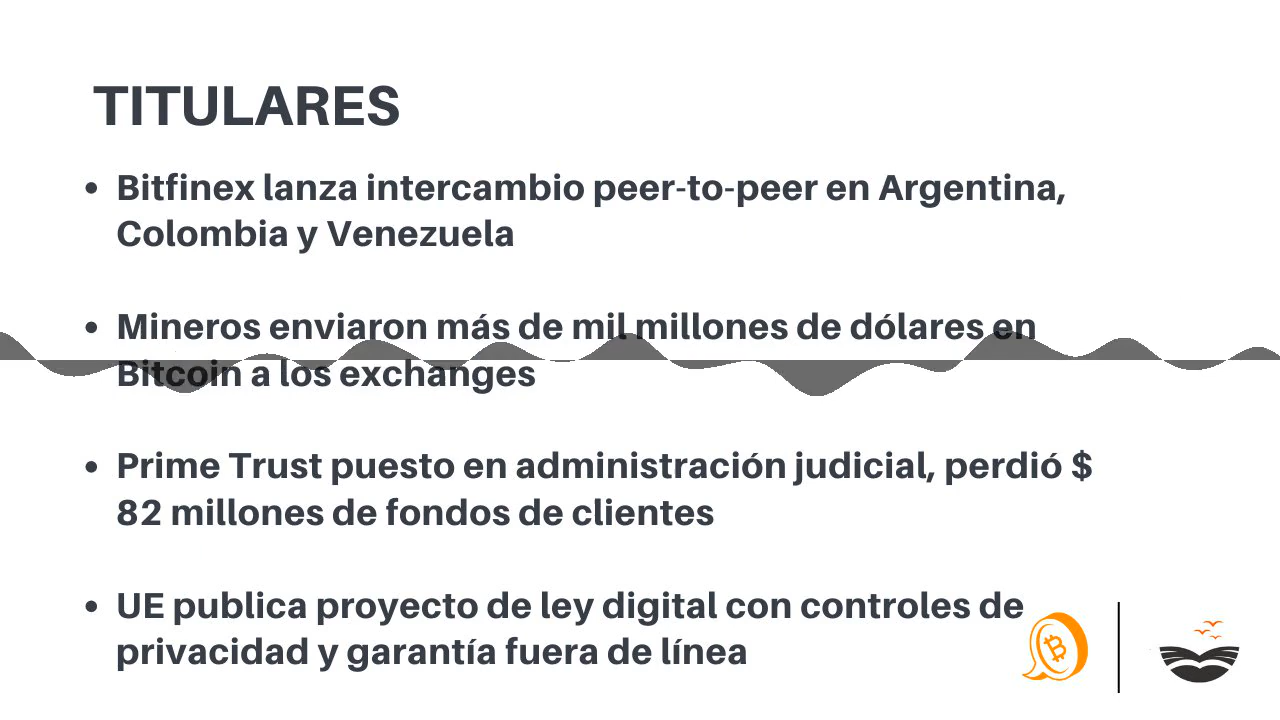 TITULARES
• Bitfinex lanza intercambio peer-to-peer en Argentina,
Colombia y Venezuela
• Mineros enviaron más de mil millones de dólares en
Bitcoin a los exchanges
• Prime Trust puesto en administración judicial, perdió $
82 millones de fondos de clientes
• UE publica proyecto de ley digital con controles de
privacidad y garantía fuera de línea